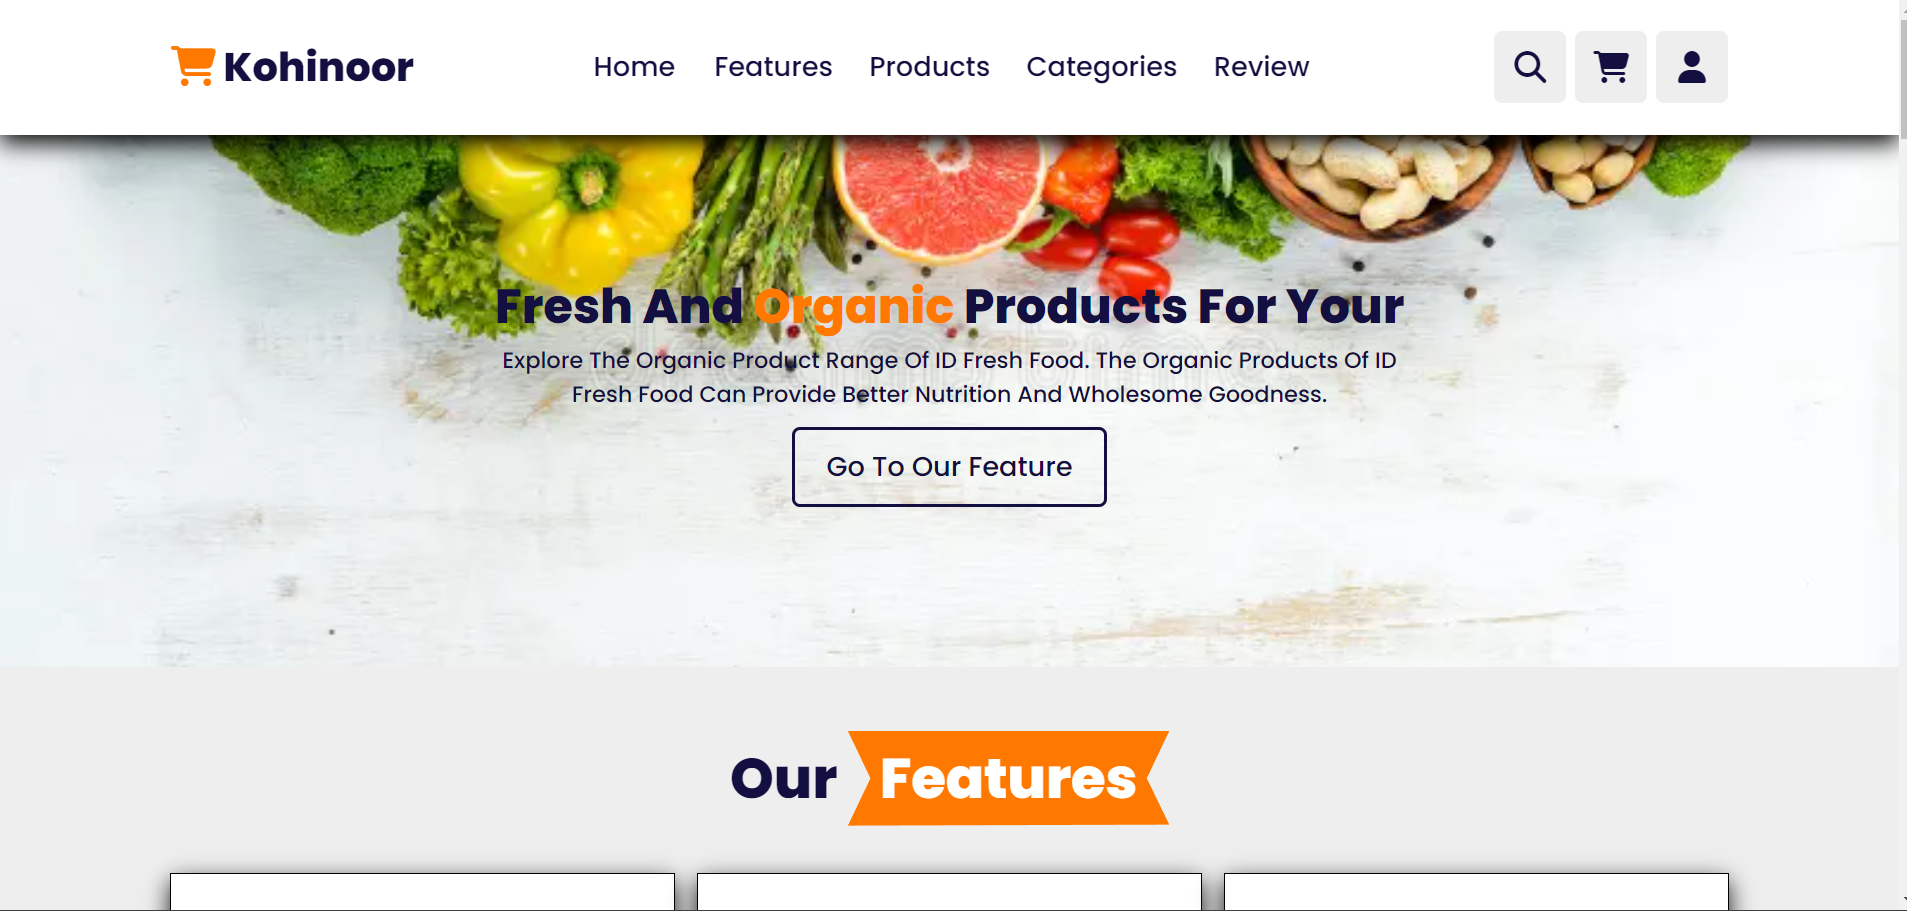 Kohinoor
Home Features Products Categories Review
Fresh And Organic Products For Your
Explore The Organic Product Range Of ID Fresh Food. The Organic Products Of ID
Fresh Food Can Provide Better Nutrition And Wholesome Goodness.
Go To Our Feature
Our Features